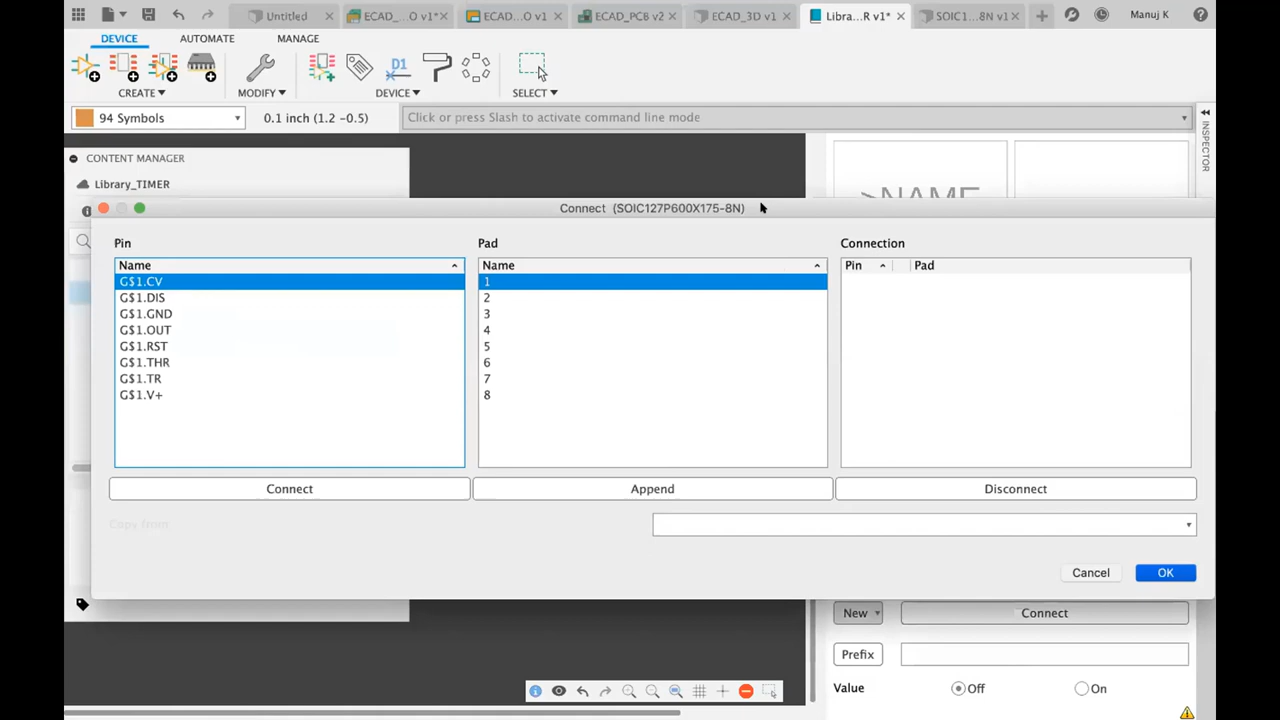 Untitled
ECAD_...O v1*
ECAD...O v1
ECAD_PCB v2
ECAD_3D v1
Libra...R v1*
SOIC1...8N v1
Manuj K
DEVICE
AUTOMATE
MANAGE
D1
CREATE
MODIFY
DEVICE
SELECT
94 Symbols
0.1 inch (1.2 -0.5)
Click or press Slash to activate command line mode
INSPECTOR
CONTENT MANAGER
Library_TIMER
>NAME
Connect (SOIC127P600X175-8N)
Pin
Pad
Connection
Name
Name
Pin
Pad
G$1.CV
1
G$1.DIS
2
G$1.GND
3
G$1.OUT
4
G$1.RST
5
G$1.THR
6
G$1.TR
7
G$1.V+
8
Connect
Append
Disconnect
Copy from
Cancel
OK
New
Connect
Prefix
Value
Off
On